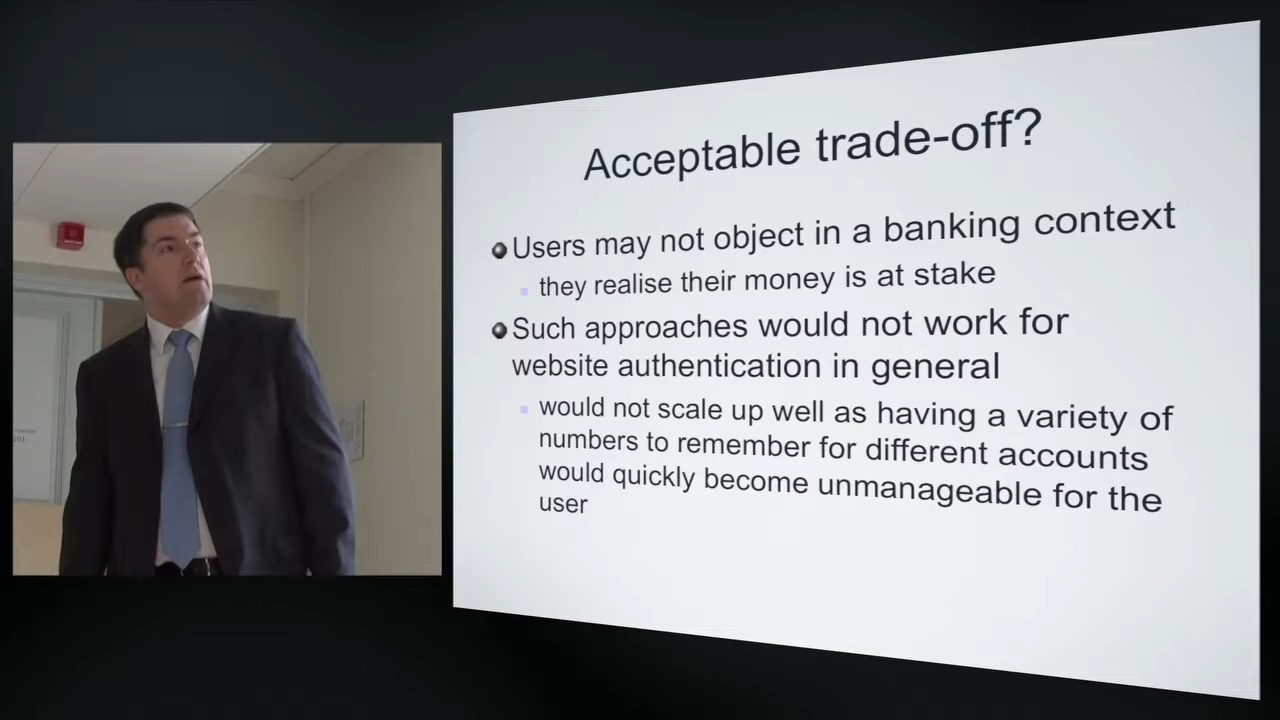 Acceptable trade-off?
Users may not object in a banking context
they realise their money is at stake
Such approaches would not work for
website authentication in general
would not scale up well as having a variety of
numbers to remember for different accounts
would quickly become unmanageable for the
user